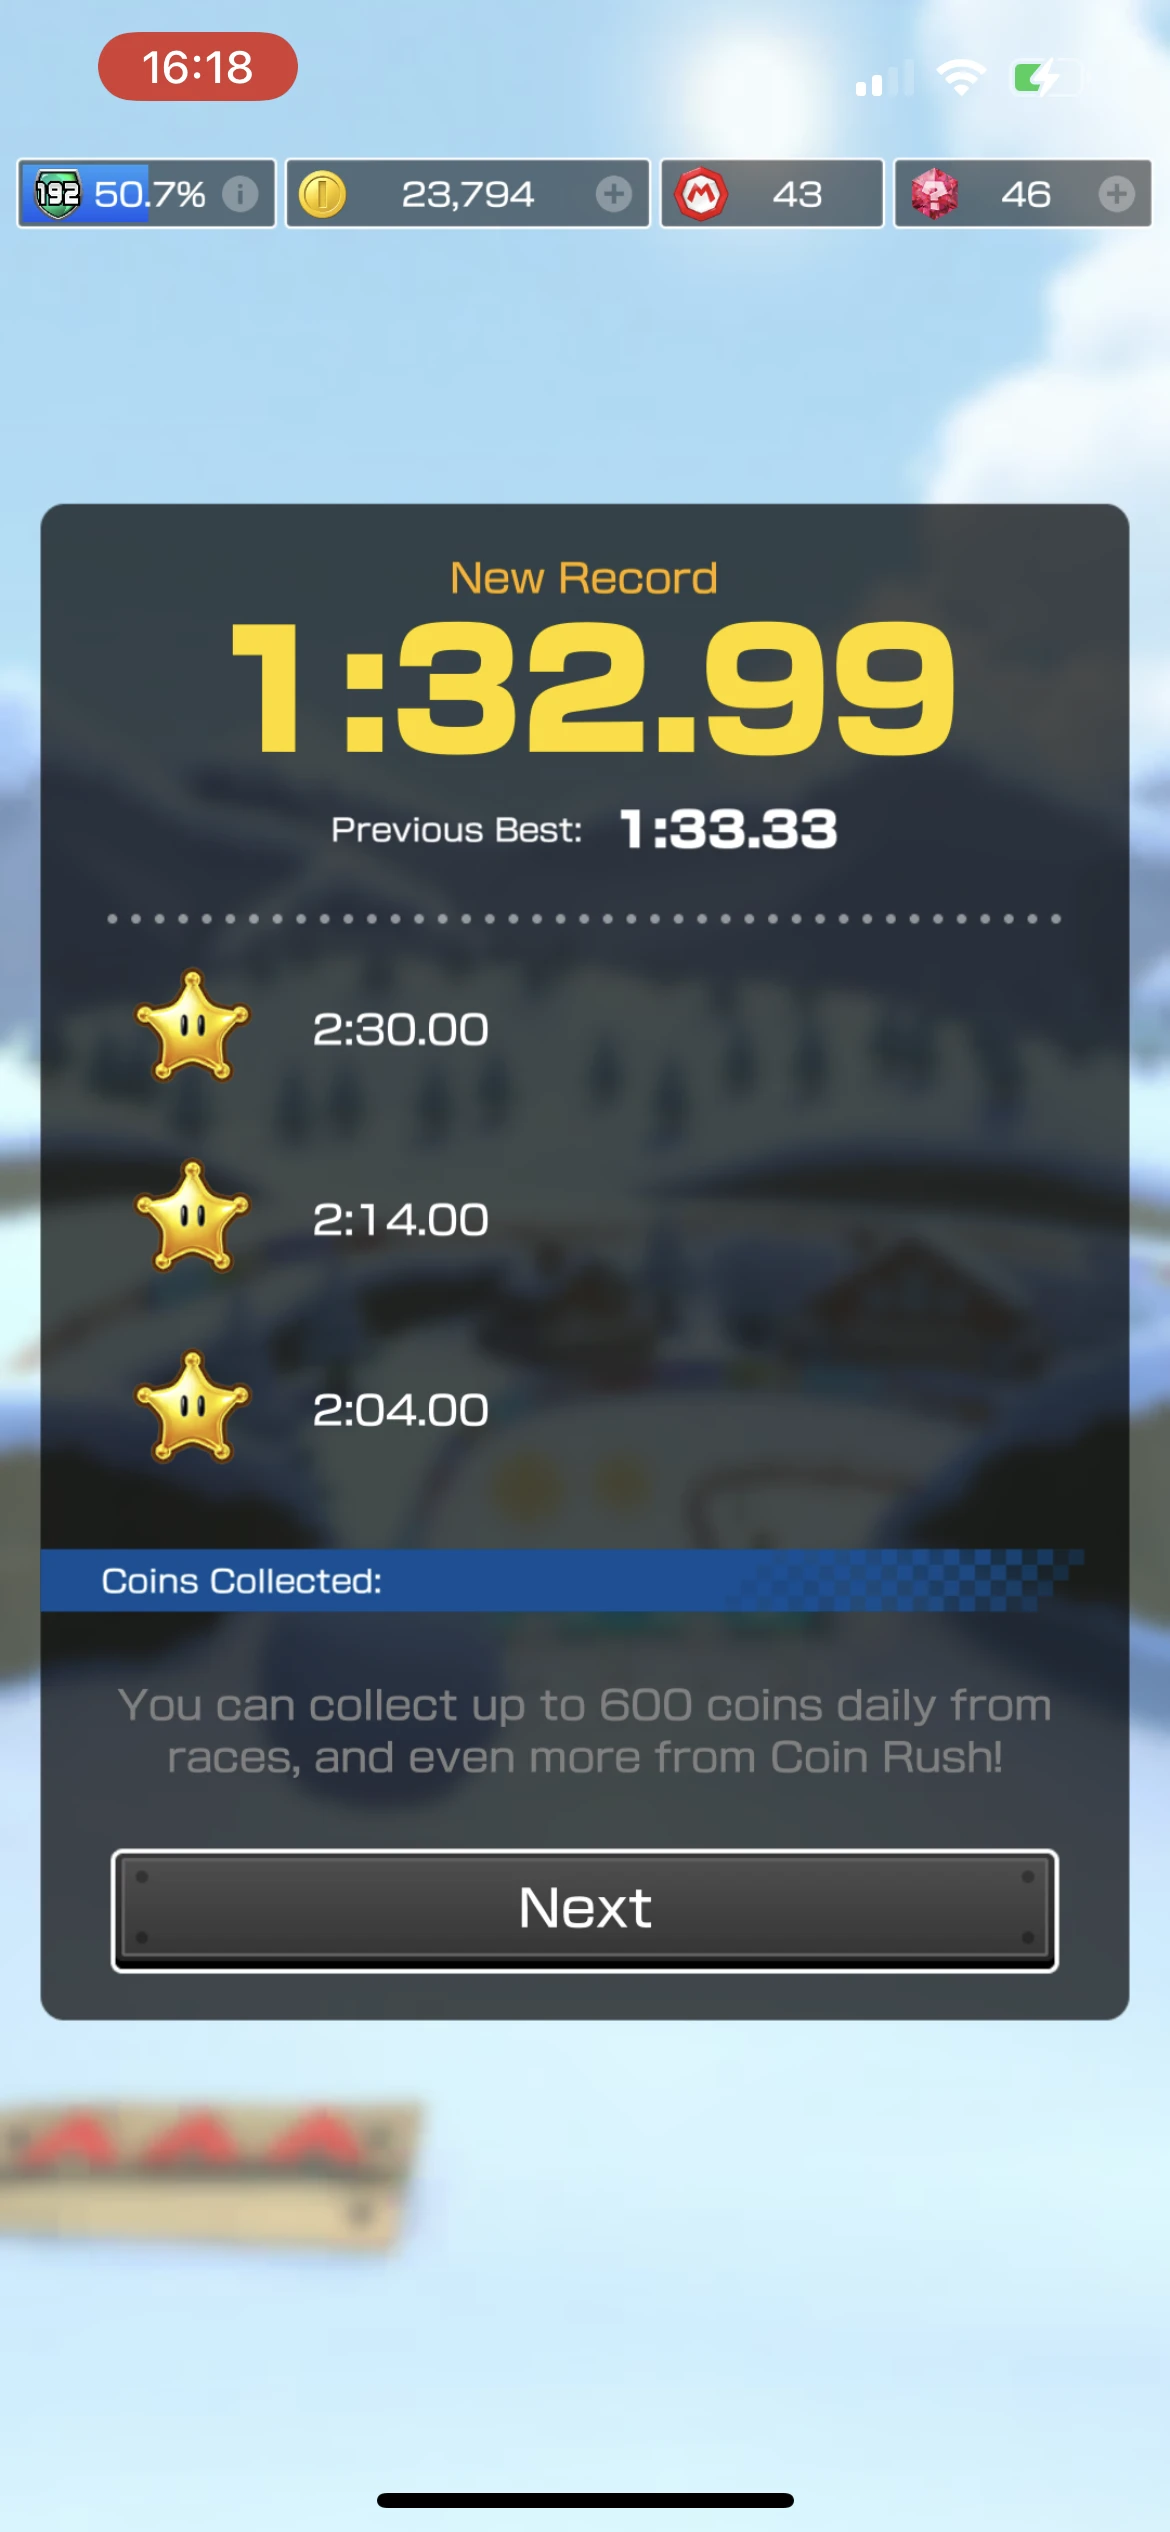 16:18
192 50.7% i 23,794 + M 43 ? 46 +
New Record
1:32.99
Previous Best: 1:33.33
2:30.00
2:14.00
2:04.00
Coins Collected:
You can collect up to 600 coins daily from
races, and even more from Coin Rush!
Next